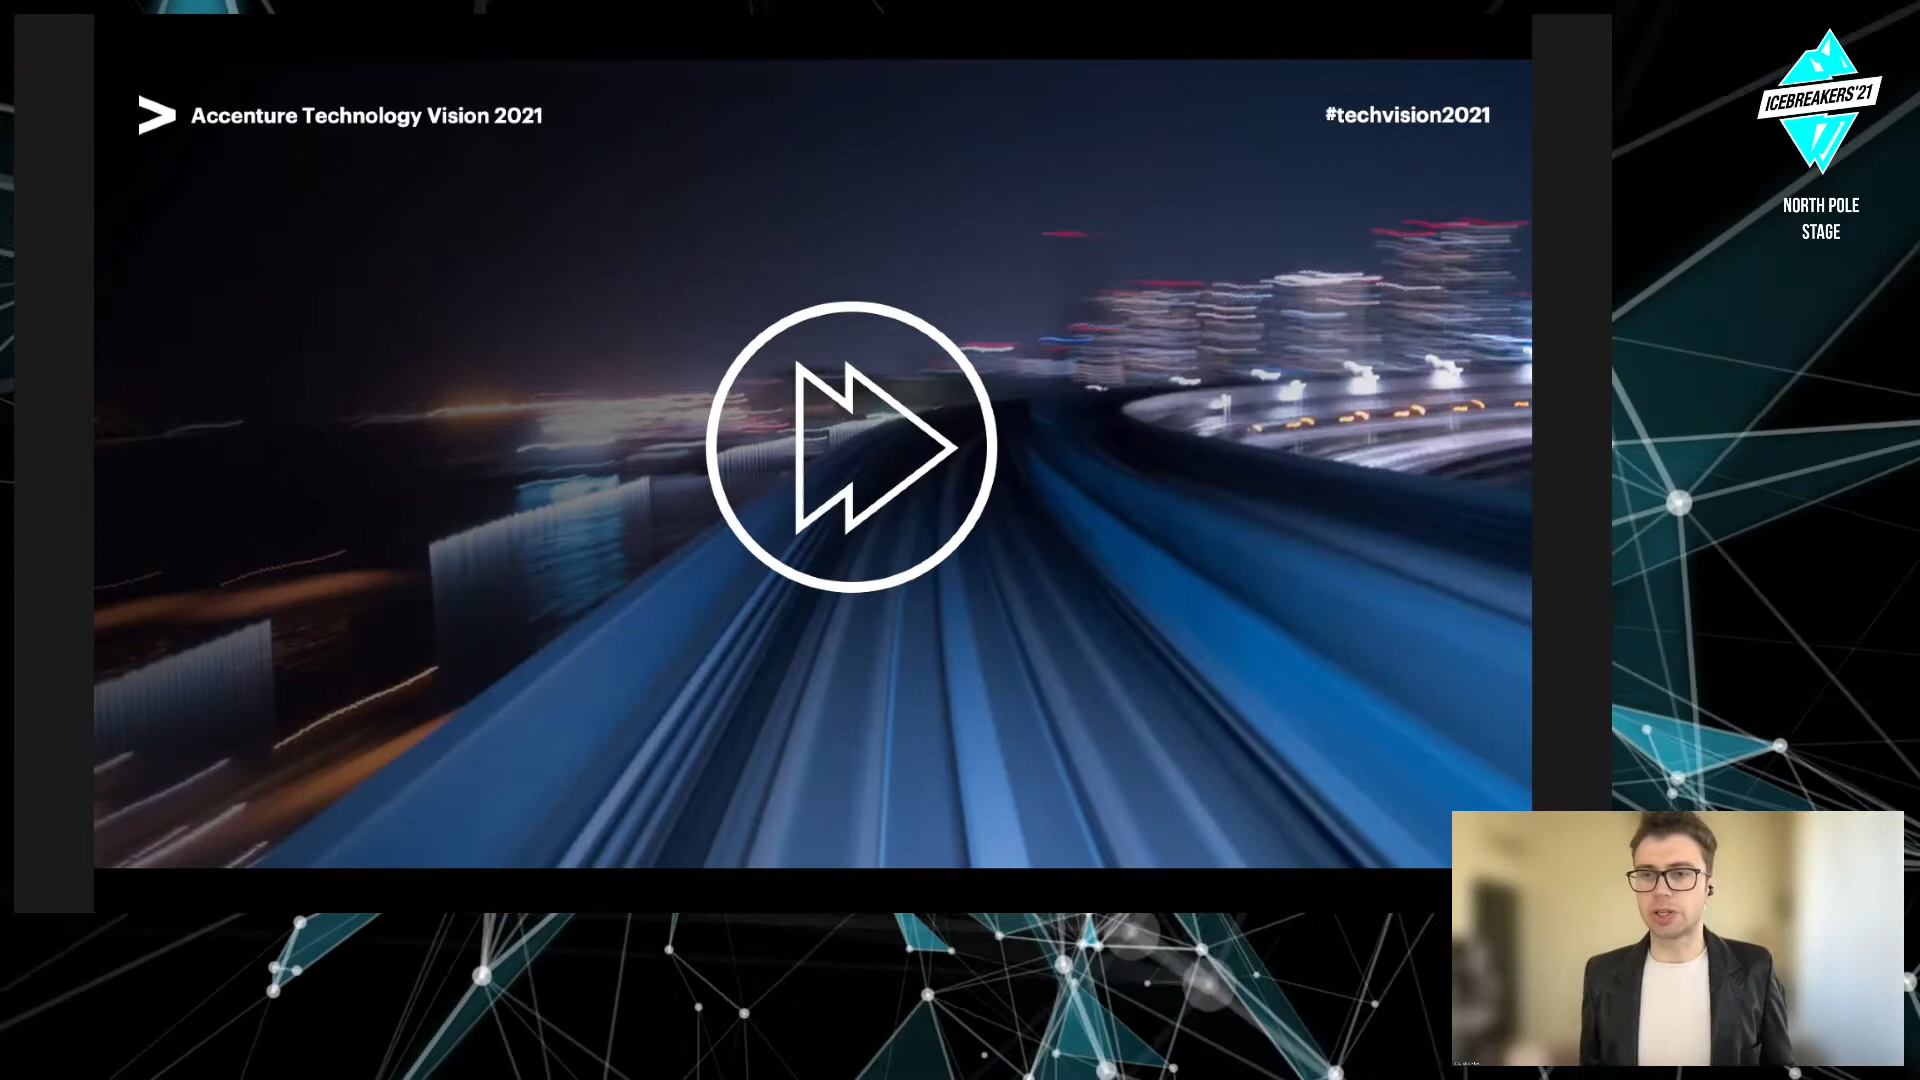 Accenture Technology Vision 2021
#techvision2021
ICEBREAKERS'21
NORTH POLE
STAGE